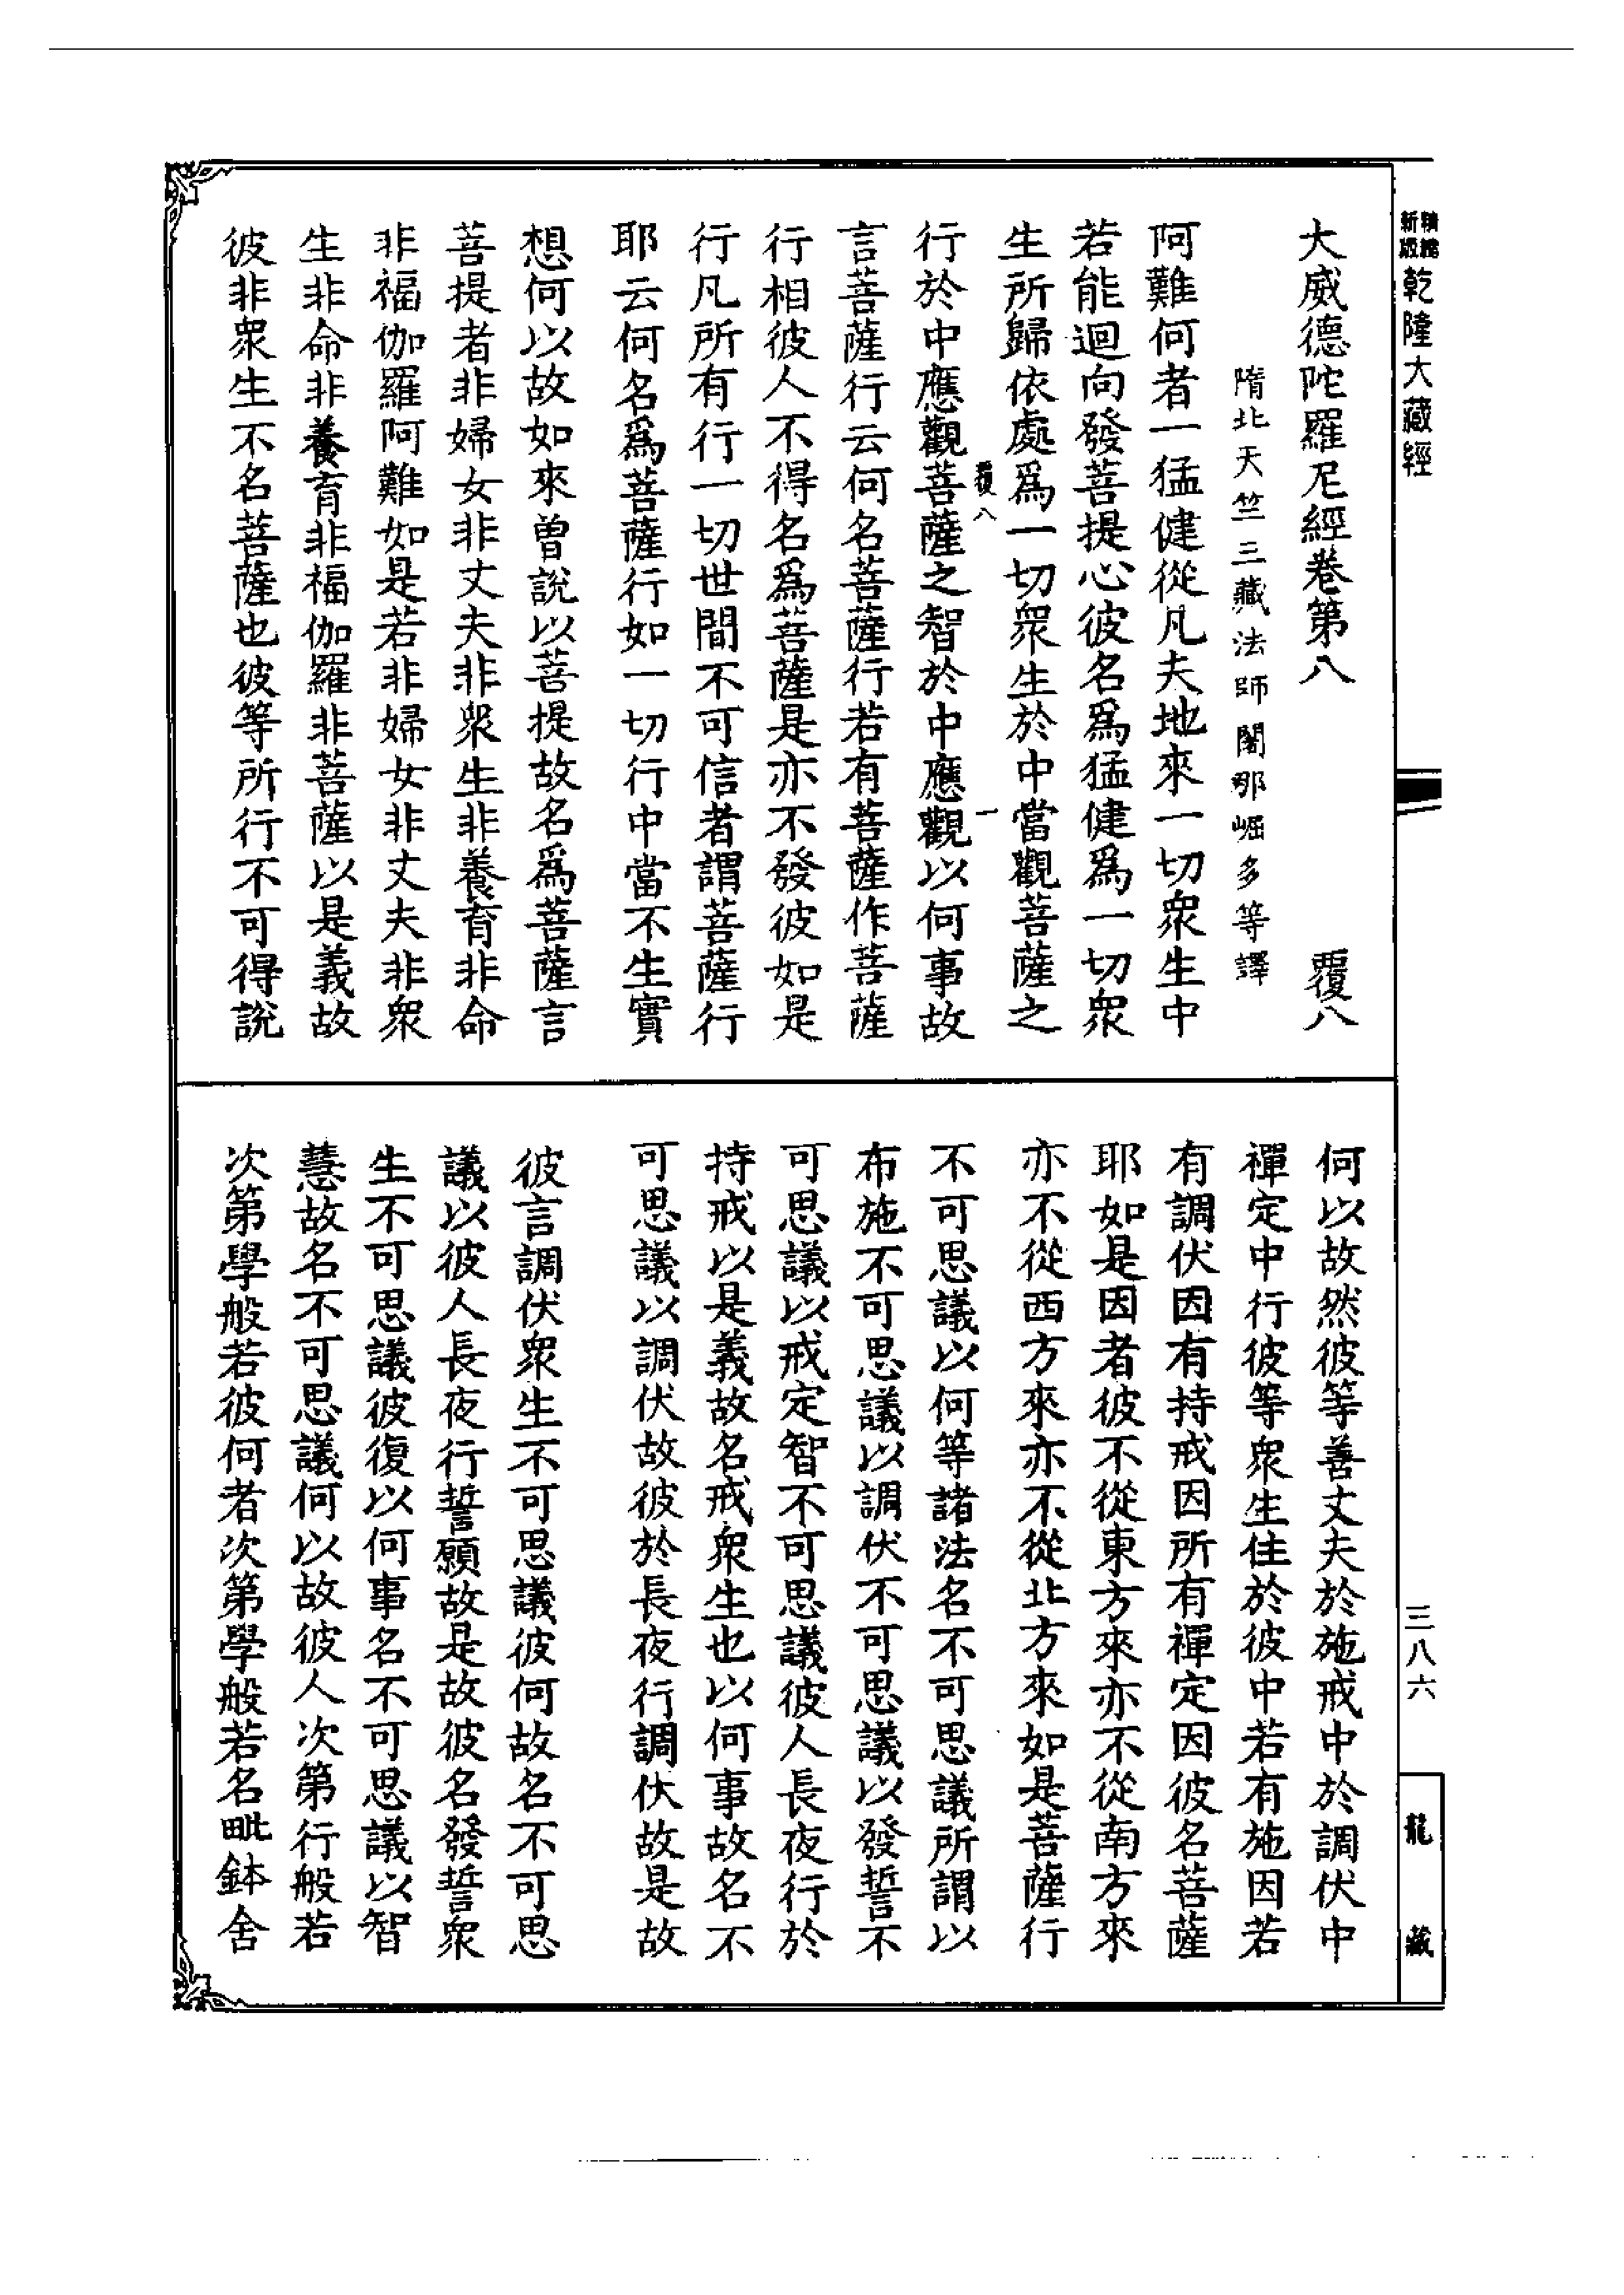 精繕
新版
乾隆大藏經
大威德陀羅尼經卷第八 覆八
隋北天竺三藏法師闍那崛多等譯
阿難何者一猛健從凡夫地來一切眾生中
若能迴向發菩提心彼名為猛健為一切眾
生所歸依處為一切眾生於中當觀菩薩之
覆八 一
行於中應觀菩薩之智於中應觀以何事故
言菩薩行云何名菩薩行若有菩薩作菩薩
行相彼人不得名為菩薩是亦不發彼如是
行凡所有行一切世間不可信者謂菩薩行
耶云何名為菩薩行如一切行中當不生實
想何以故如來曾說以菩提故名為菩薩言
菩提者非婦女非丈夫非眾生非養育非命
非福伽羅阿難如是若非婦女非丈夫非眾
生非命非養育非福伽羅非菩薩以是義故
彼非眾生不名菩薩也彼等所行不可得說
何以故然彼等善丈夫於施戒中於調伏中
禪定中行彼等眾生住於彼中若有施因若
有調伏因有持戒因所有禪定因彼名菩薩
耶如是因者彼不從東方來亦不從南方來
亦不從西方來亦不從北方來如是菩薩行
不可思議以何等諸法名不可思議所謂以
布施不可思議以調伏不可思議以發誓不
可思議以戒定智不可思議彼人長夜行於
持戒以是義故名戒眾生也以何事故名不
可思議以調伏故彼於長夜行調伏故是故
彼言調伏眾生不可思議彼何故名不可思
議以彼人長夜行誓願故是故彼名發誓眾
生不可思議彼復以何事名不可思議以智
慧故名不可思議何以故彼人次第行般若
次第學般若彼何者次第學般若名毗鉢舍
三八六
龍藏